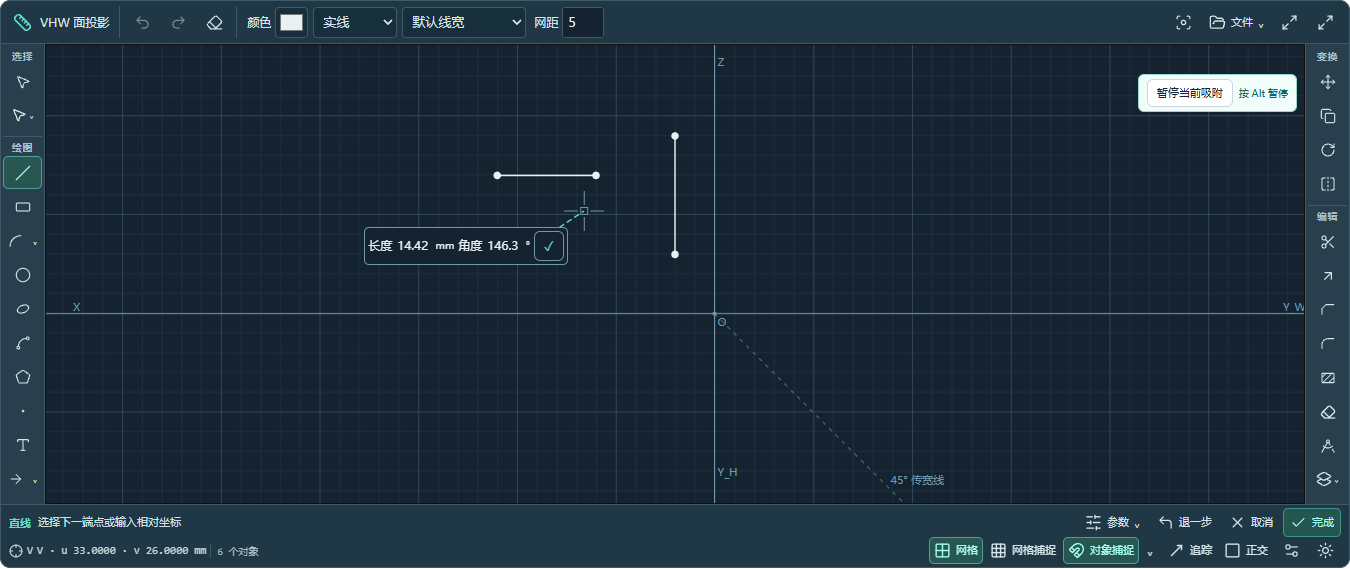 VHW 面投影
颜色
实线
默认线宽
网距 5
文件
选择
绘图
T
Z
X
O
Y_W
Y_H
45° 传宽线
暂停当前吸附 按 Alt 暂停
长度 14.42 mm 角度 146.3 ° 
变换
编辑
直线 选择下一端点或输入相对坐标
参数
退一步
取消
完成
V V · u 33.0000 · v 26.0000 mm
6 个对象
网格
网格捕捉
对象捕捉
追踪
正交